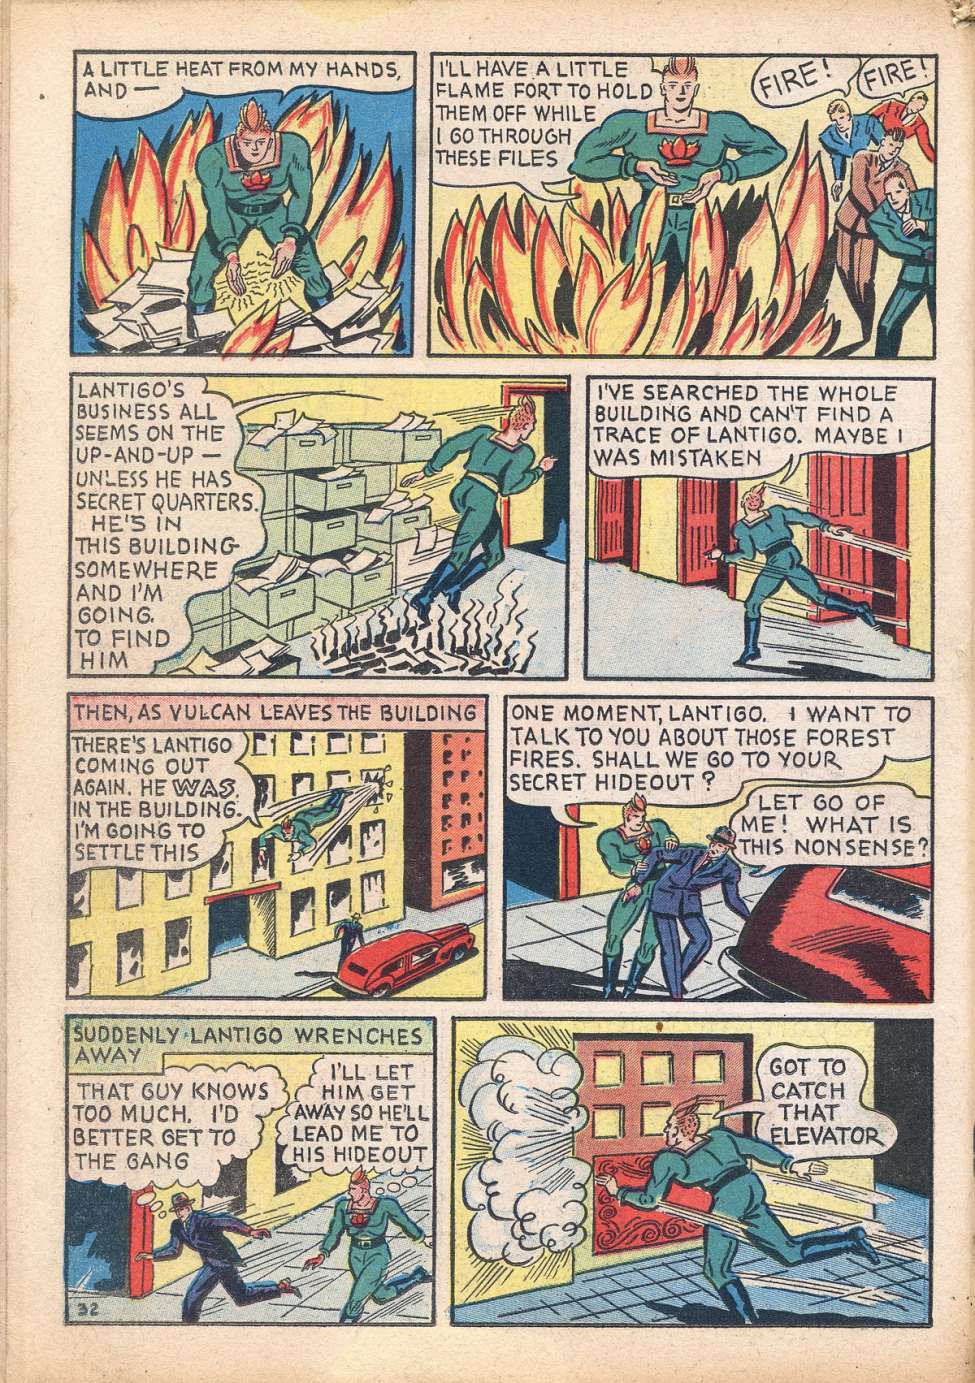 A LITTLE HEAT FROM MY HANDS,
AND —
I'LL HAVE A LITTLE
FLAME FORT TO HOLD
THEM OFF WHILE
I GO THROUGH
THESE FILES
FIRE!
FIRE!
LANTIGO'S
BUSINESS ALL
SEEMS ON THE
UP-AND-UP —
UNLESS HE HAS
SECRET QUARTERS.
HE'S IN
THIS BUILDING
SOMEWHERE
AND I'M
GOING.
TO FIND
HIM
I'VE SEARCHED THE WHOLE
BUILDING AND CAN'T FIND A
TRACE OF LANTIGO. MAYBE I
WAS MISTAKEN
THEN, AS VULCAN LEAVES THE BUILDING
THERE'S LANTIGO
COMING OUT
AGAIN. HE WAS
IN THE BUILDING.
I'M GOING TO
SETTLE THIS
ONE MOMENT, LANTIGO. I WANT TO
TALK TO YOU ABOUT THOSE FOREST
FIRES. SHALL WE GO TO YOUR
SECRET HIDEOUT?
LET GO OF
ME! WHAT IS
THIS NONSENSE?
SUDDENLY LANTIGO WRENCHES
AWAY
THAT GUY KNOWS
TOO MUCH. I'D
BETTER GET TO
THE GANG
I'LL LET
HIM GET
AWAY SO HE'LL
LEAD ME TO
HIS HIDEOUT
32
GOT TO
CATCH
THAT
ELEVATOR